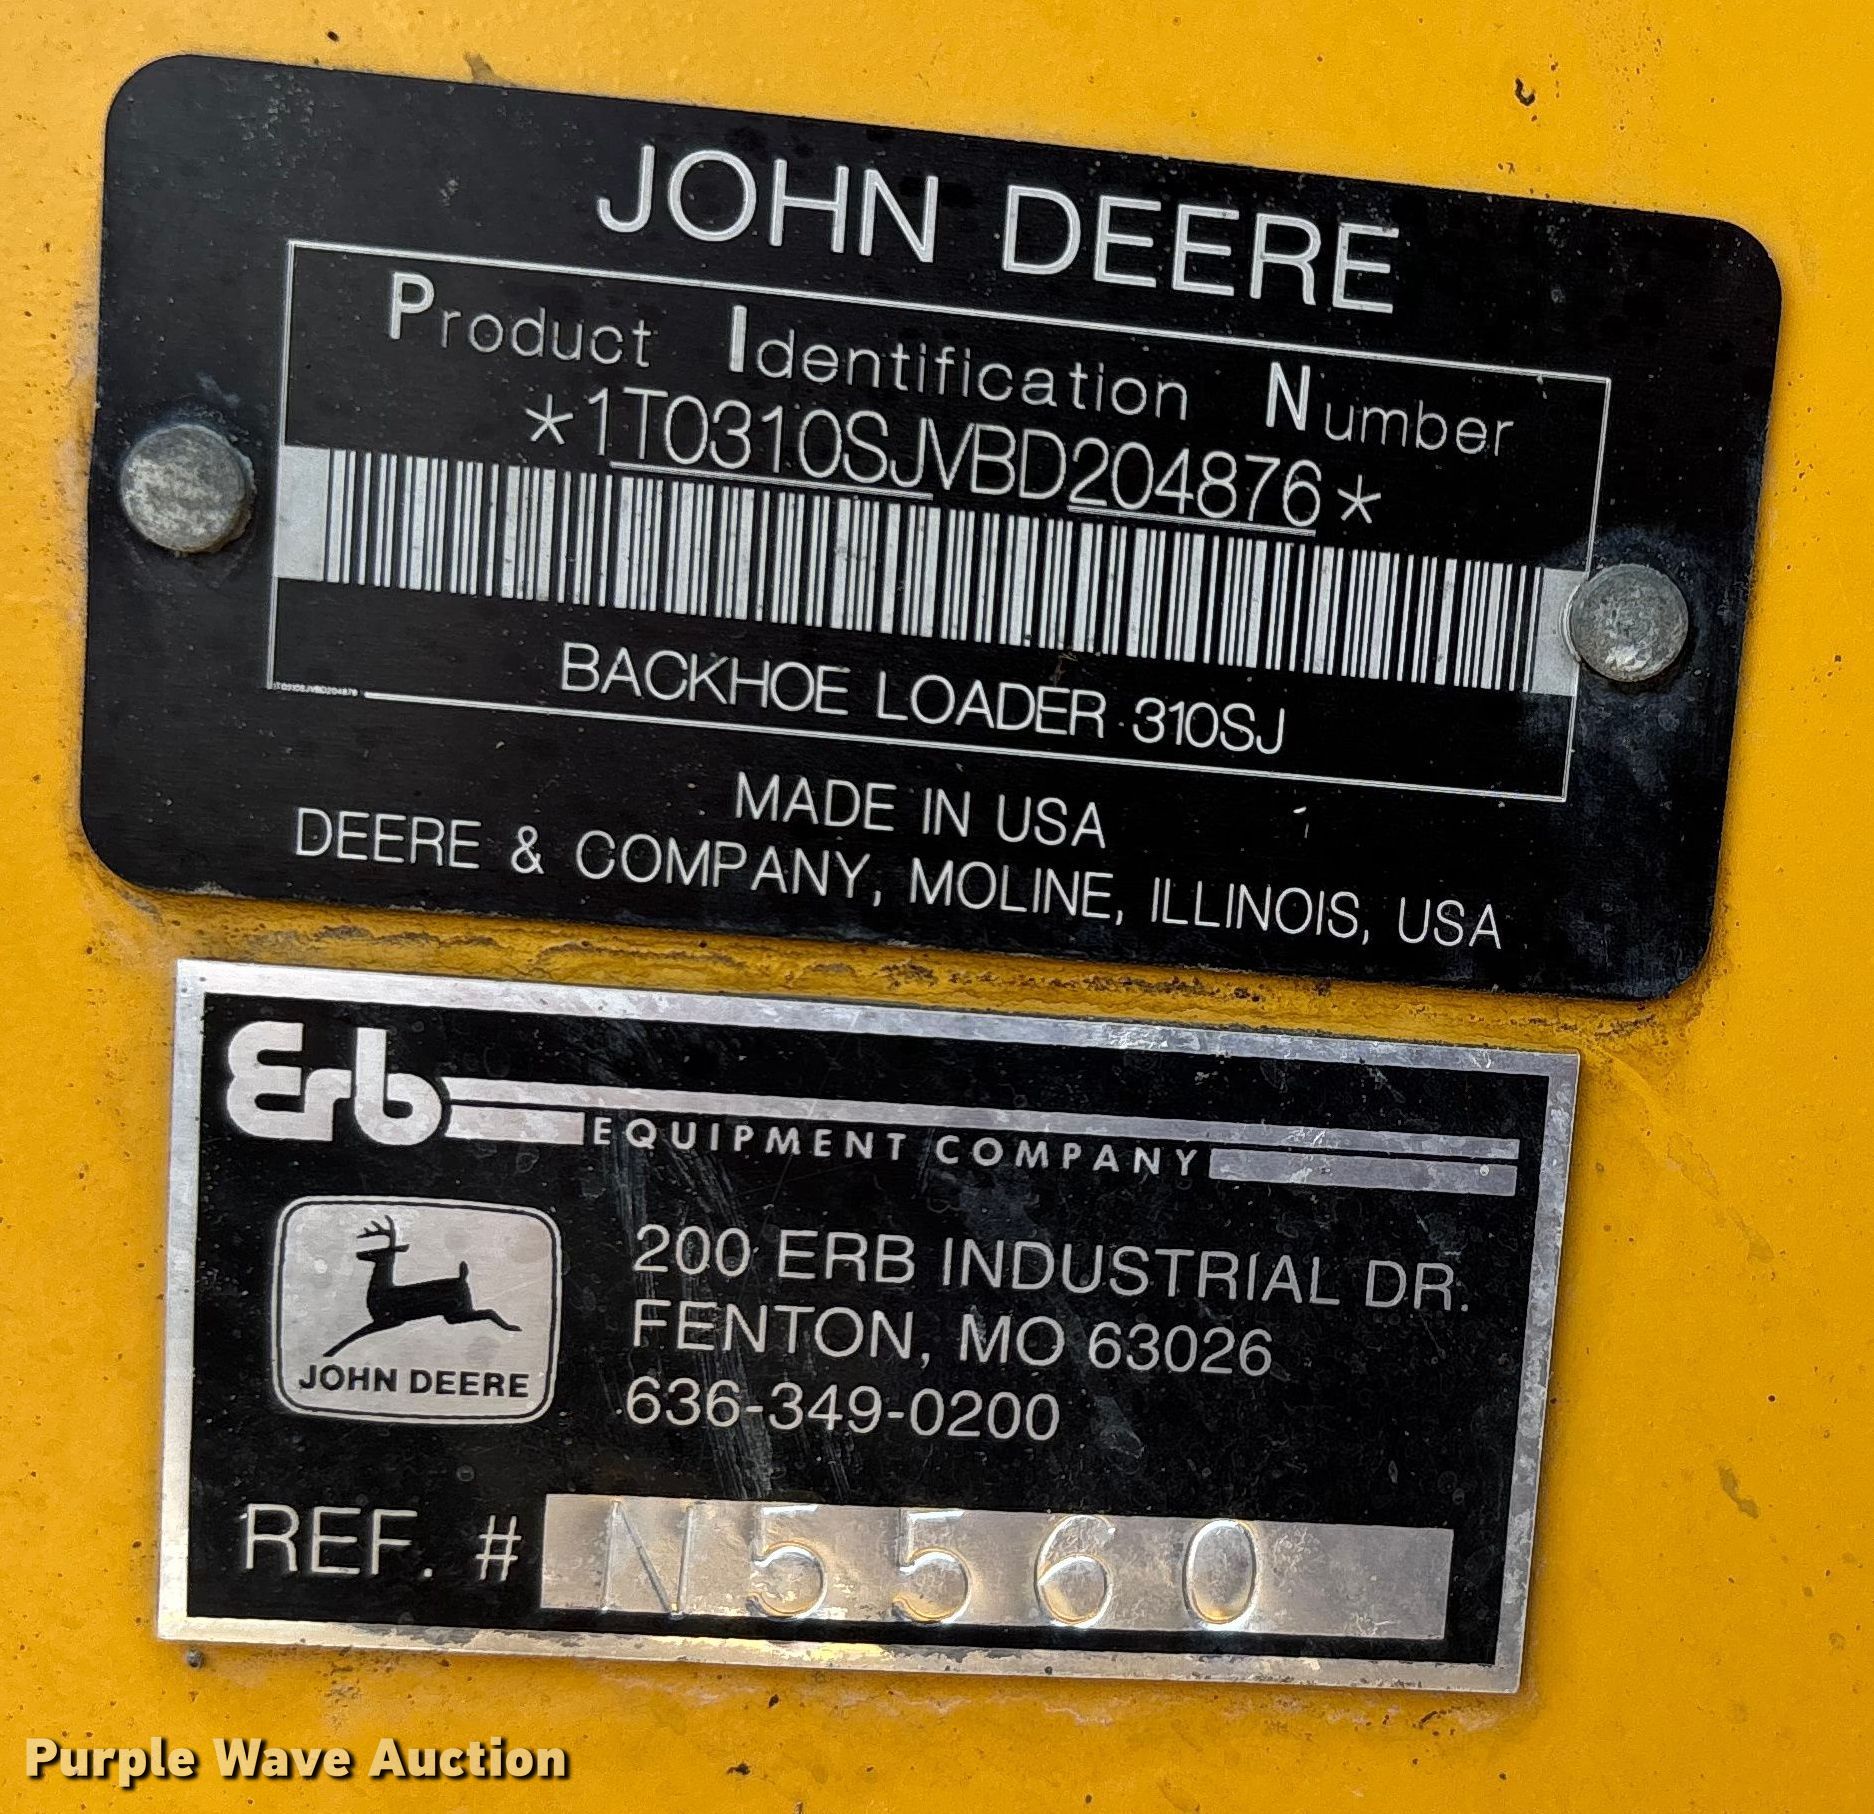 JOHN DEERE
Product Identification Number
*1T0310SJVBD204876*
1T0310SJVBD204876
BACKHOE LOADER 310SJ
MADE IN USA
DEERE & COMPANY, MOLINE, ILLINOIS, USA
Erb
EQUIPMENT COMPANY
200 ERB INDUSTRIAL DR.
FENTON, MO 63026
636-349-0200
JOHN DEERE
REF. # N5560
Purple Wave Auction